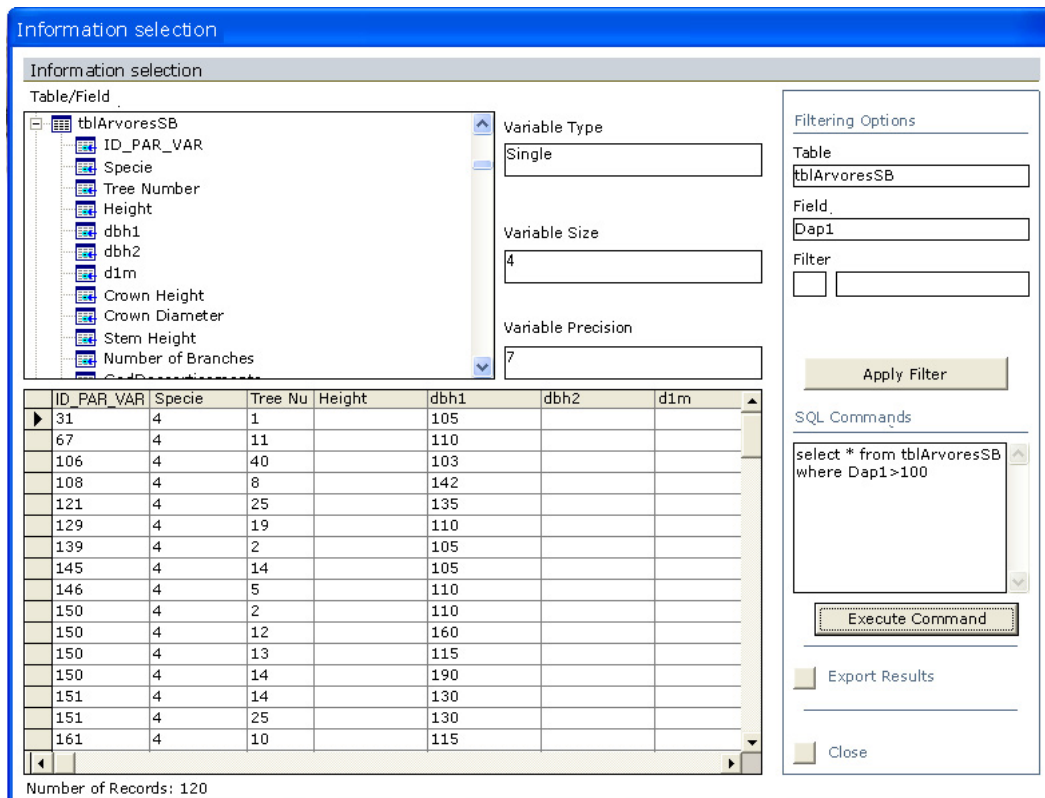 Information selection
Information selection
Table/Field
tblArvoresSB
ID_PAR_VAR
Specie
Tree Number
Height
dbh1
dbh2
d1m
Crown Height
Crown Diameter
Stem Height
Number of Branches
Variable Type
Single
Variable Size
4
Variable Precision
7
ID_PAR_VAR Specie Tree Nu Height dbh1 dbh2 d1m
31 4 1 105
67 4 11 110
106 4 40 103
108 4 8 142
121 4 25 135
129 4 19 110
139 4 2 105
145 4 14 105
146 4 5 110
150 4 2 110
150 4 12 160
150 4 13 115
150 4 14 190
151 4 14 130
151 4 25 130
161 4 10 115
Number of Records: 120
Filtering Options
Table
tblArvoresSB
Field
Dap1
Filter
Apply Filter
SQL Commands
select * from tblArvoresSB
where Dap1>100
Execute Command
Export Results
Close